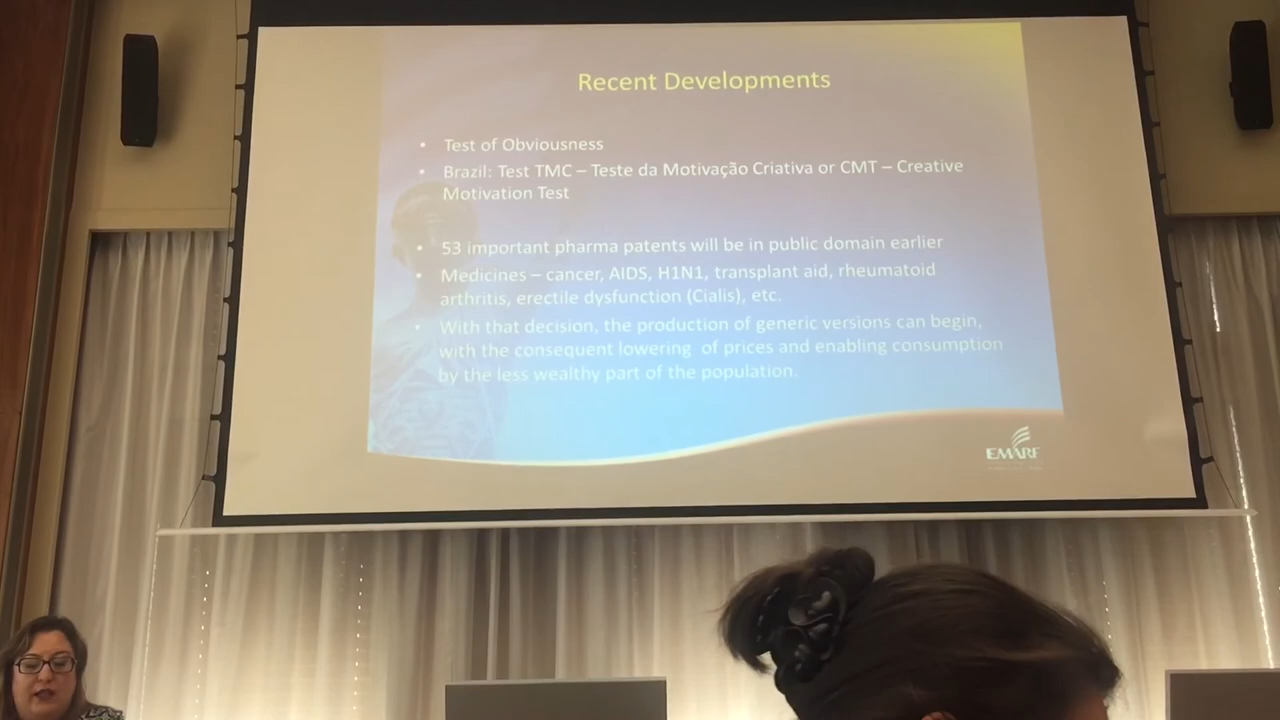 Recent Developments
• Test of Obviousness
• Brazil: Test TMC – Teste da Motivação Criativa or CMT – Creative
Motivation Test
• 53 important pharma patents will be in public domain earlier
• Medicines – cancer, AIDS, H1N1, transplant aid, rheumatoid
arthritis, erectile dysfunction (Cialis), etc.
• With that decision, the production of generic versions can begin,
with the consequent lowering of prices and enabling consumption
by the less wealthy part of the population.
EMARF